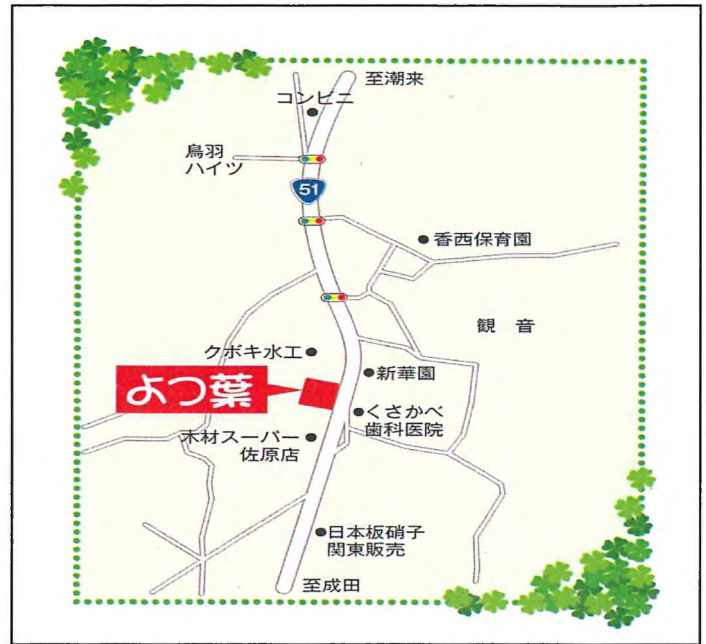 至潮来
コンビニ
鳥羽
ハイツ
51
香西保育園
観音
クボキ水工
新華園
よつ葉
くさかべ
歯科医院
木材スーパー
佐原店
日本板硝子
関東販売
至成田